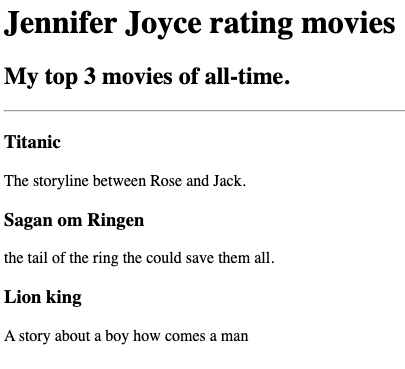 Jennifer Joyce rating movies
My top 3 movies of all-time.
Titanic
The storyline between Rose and Jack.
Sagan om Ringen
the tail of the ring the could save them all.
Lion king
A story about a boy how comes a man